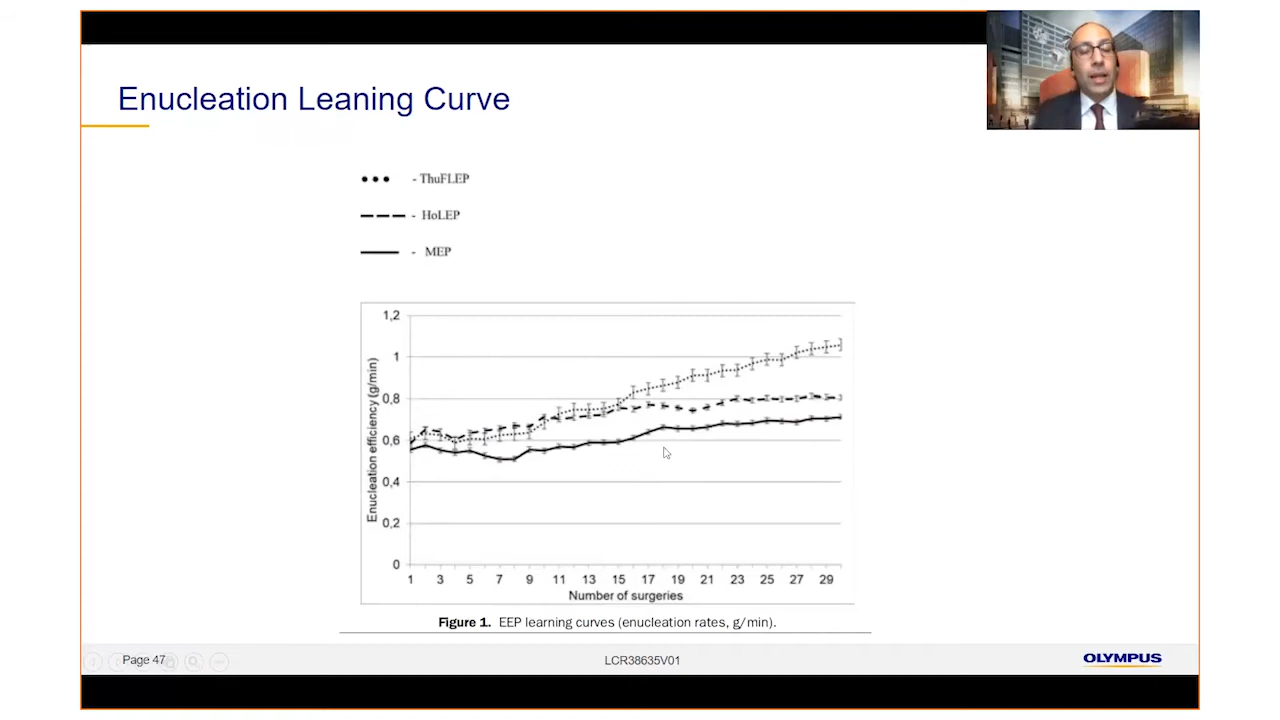 Enucleation Leaning Curve
- ThuFLEP
- HoLEP
- MEP
1,2
1
0,8
0,6
0,4
0,2
0
Enucleation efficiency (g/min)
1 3 5 7 9 11 13 15 17 19 21 23 25 27 29
Number of surgeries
Figure 1. EEP learning curves (enucleation rates, g/min).
Page 47
LCR38635V01
OLYMPUS